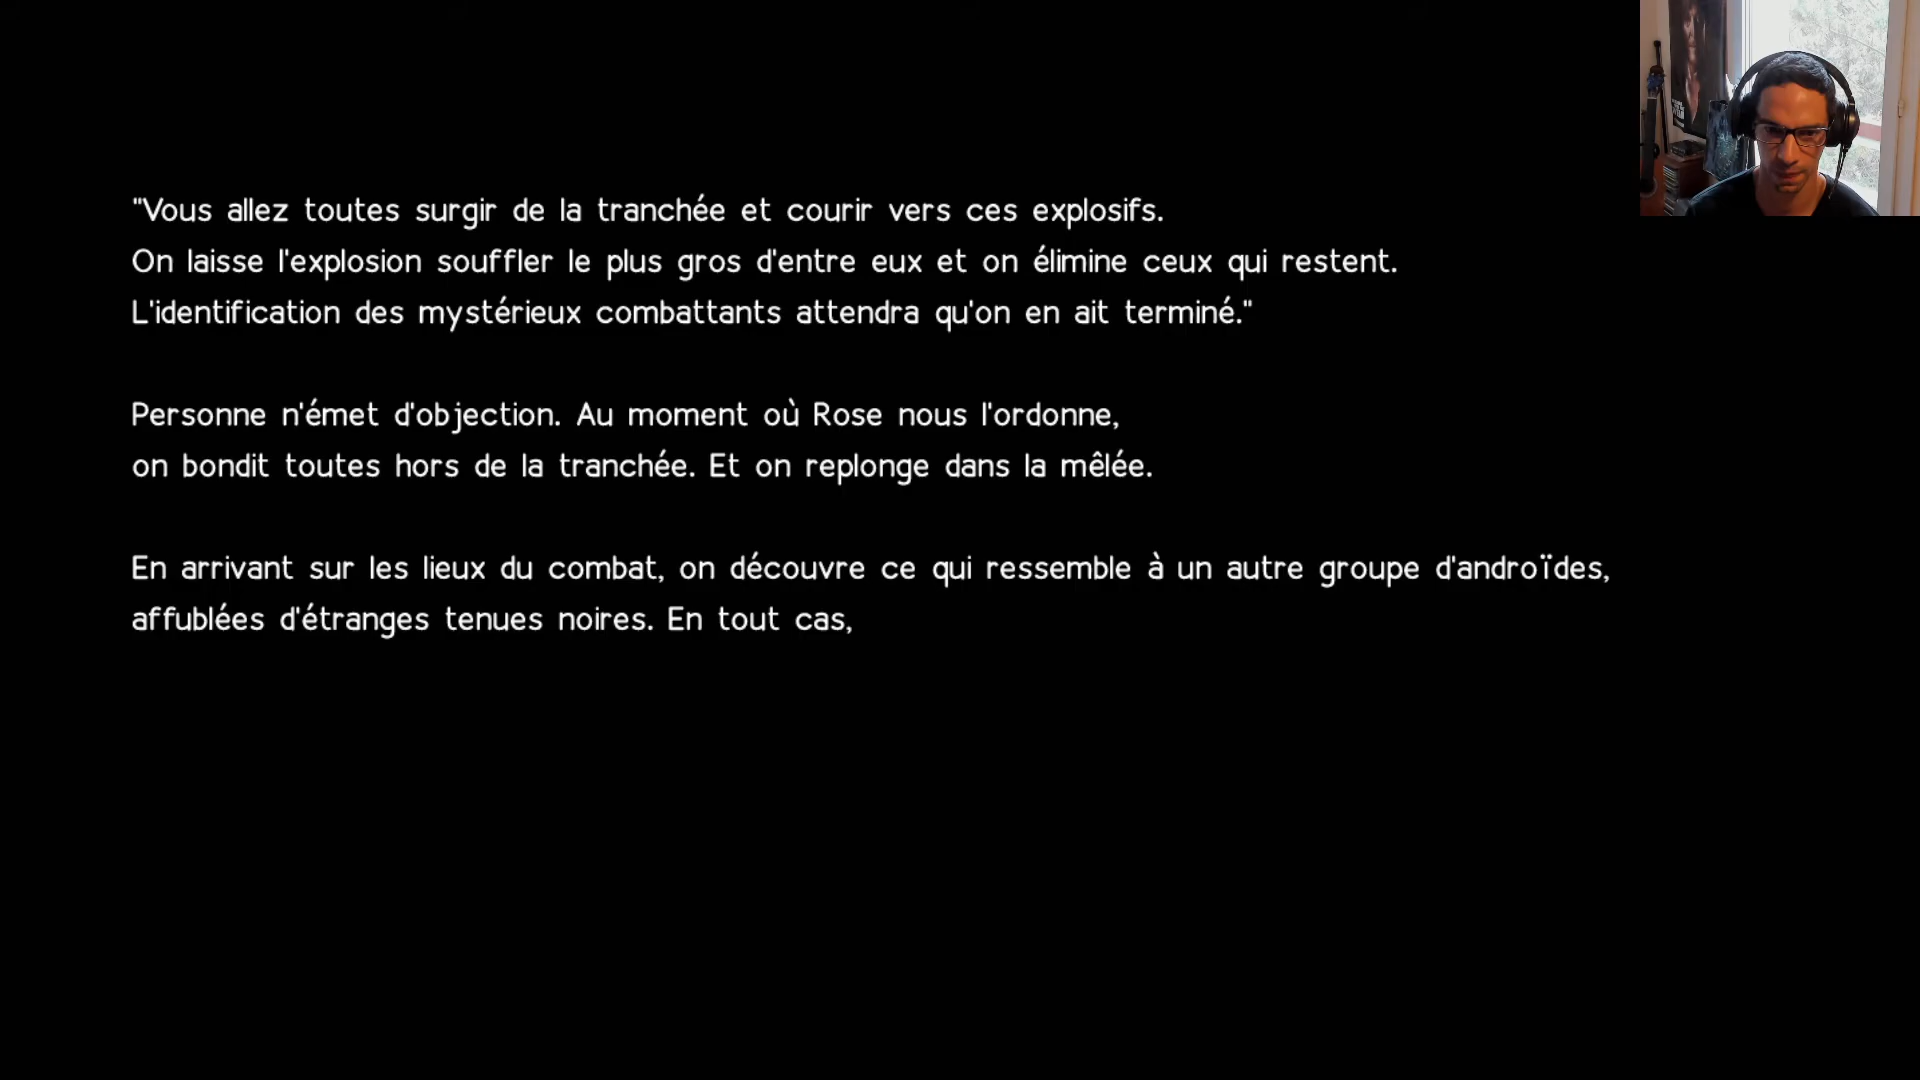 "Vous allez toutes surgir de la tranchée et courir vers ces explosifs.
On laisse l'explosion souffler le plus gros d'entre eux et on élimine ceux qui restent.
L'identification des mystérieux combattants attendra qu'on en ait terminé."
Personne n'émet d'objection. Au moment où Rose nous l'ordonne,
on bondit toutes hors de la tranchée. Et on replonge dans la mêlée.
En arrivant sur les lieux du combat, on découvre ce qui ressemble à un autre groupe d'androïdes,
affublées d'étranges tenues noires. En tout cas,